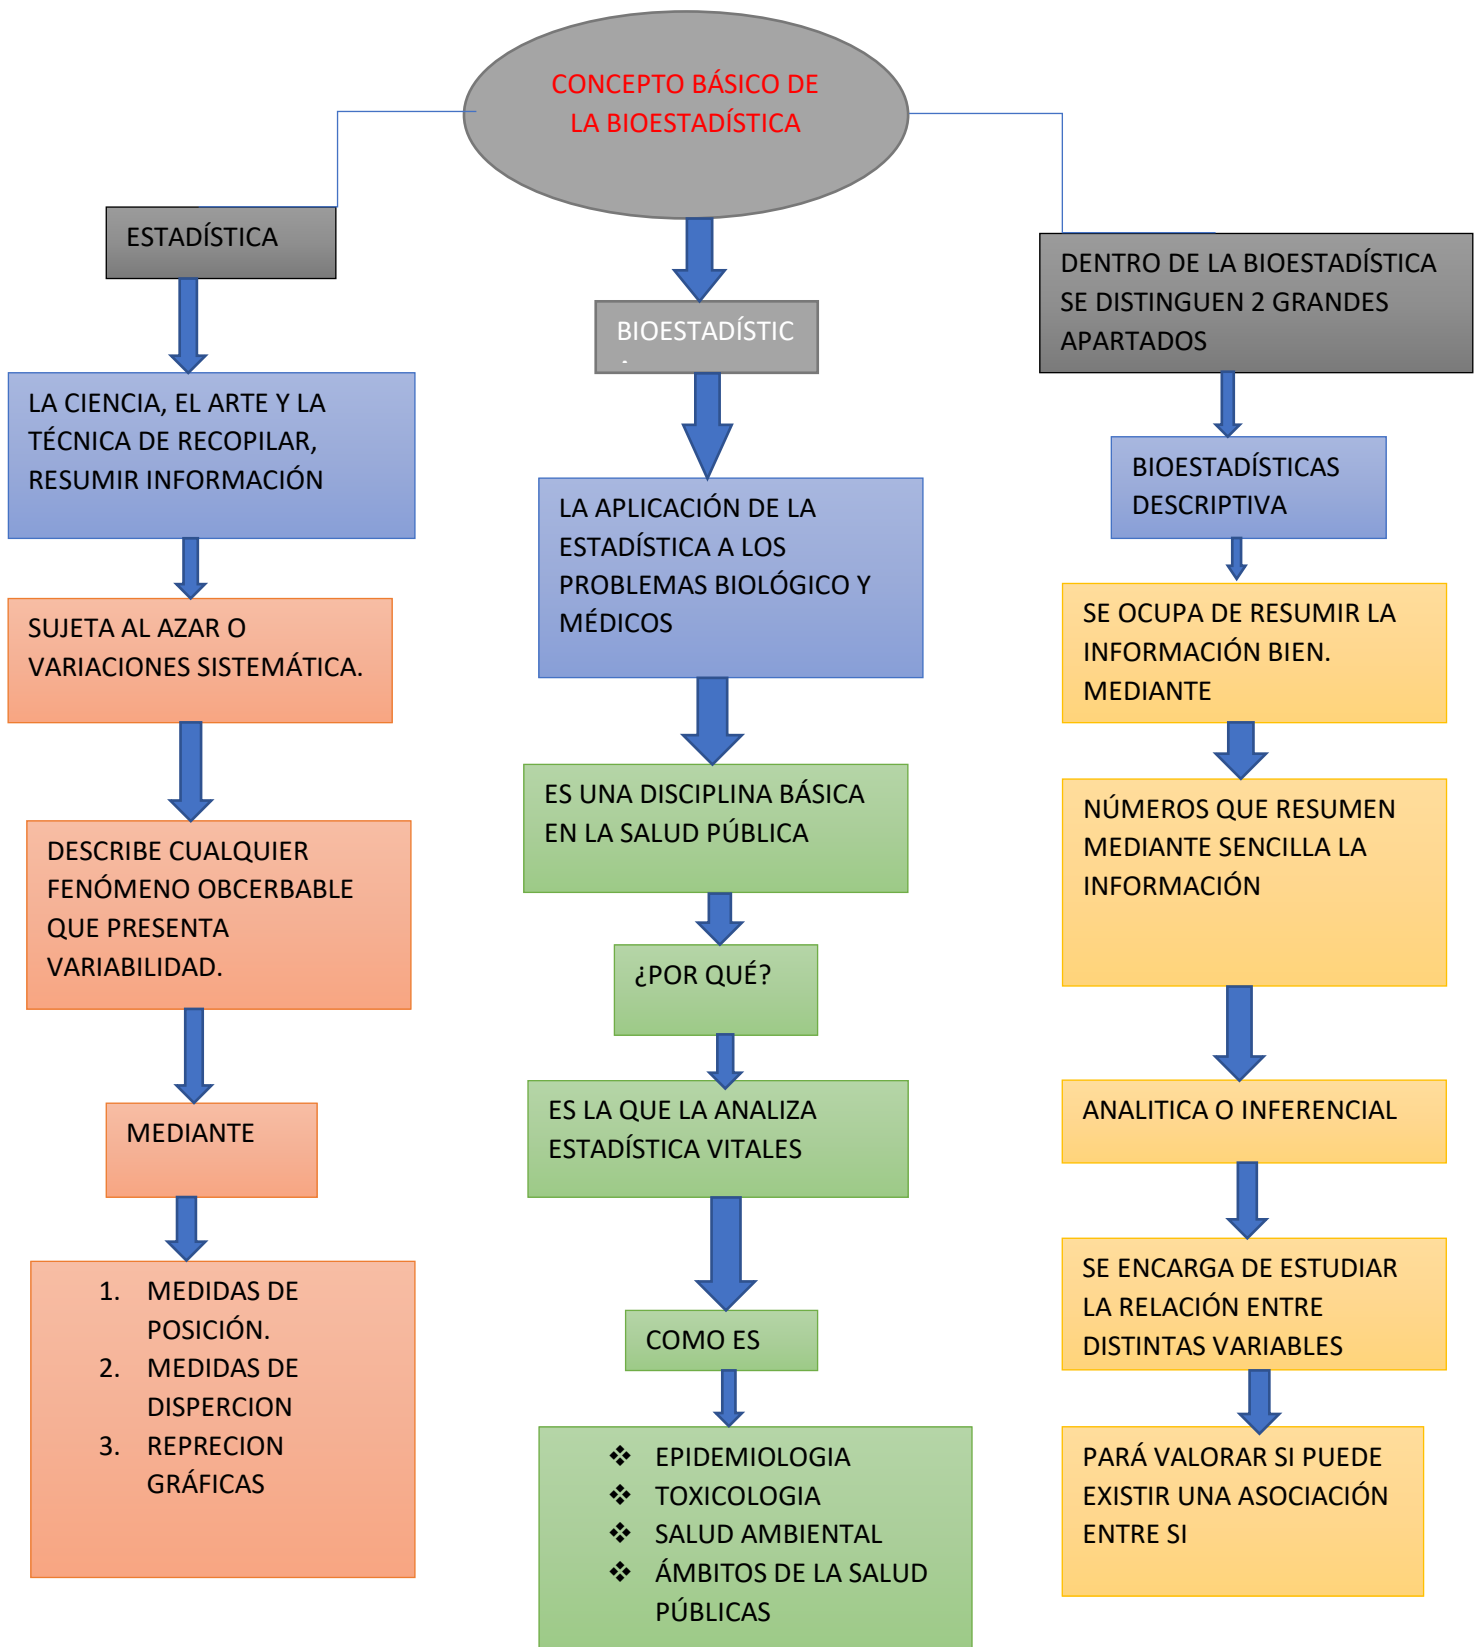 CONCEPTO BÁSICO DE
LA BIOESTADÍSTICA
ESTADÍSTICA
LA CIENCIA, EL ARTE Y LA
TÉCNICA DE RECOPILAR,
RESUMIR INFORMACIÓN
SUJETA AL AZAR O
VARIACIONES SISTEMÁTICA.
DESCRIBE CUALQUIER
FENÓMENO OBCERBABLE
QUE PRESENTA
VARIABILIDAD.
MEDIANTE
1. MEDIDAS DE
POSICIÓN.
2. MEDIDAS DE
DISPERCION
3. REPRECION
GRÁFICAS
BIOESTADÍSTIC
LA APLICACIÓN DE LA
ESTADÍSTICA A LOS
PROBLEMAS BIOLÓGICO Y
MÉDICOS
ES UNA DISCIPLINA BÁSICA
EN LA SALUD PÚBLICA
¿POR QUÉ?
ES LA QUE LA ANALIZA
ESTADÍSTICA VITALES
COMO ES
❖ EPIDEMIOLOGIA
❖ TOXICOLOGIA
❖ SALUD AMBIENTAL
❖ ÁMBITOS DE LA SALUD
PÚBLICAS
DENTRO DE LA BIOESTADÍSTICA
SE DISTINGUEN 2 GRANDES
APARTADOS
BIOESTADÍSTICAS
DESCRIPTIVA
SE OCUPA DE RESUMIR LA
INFORMACIÓN BIEN.
MEDIANTE
NÚMEROS QUE RESUMEN
MEDIANTE SENCILLA LA
INFORMACIÓN
ANALITICA O INFERENCIAL
SE ENCARGA DE ESTUDIAR
LA RELACIÓN ENTRE
DISTINTAS VARIABLES
PARÁ VALORAR SI PUEDE
EXISTIR UNA ASOCIACIÓN
ENTRE SI